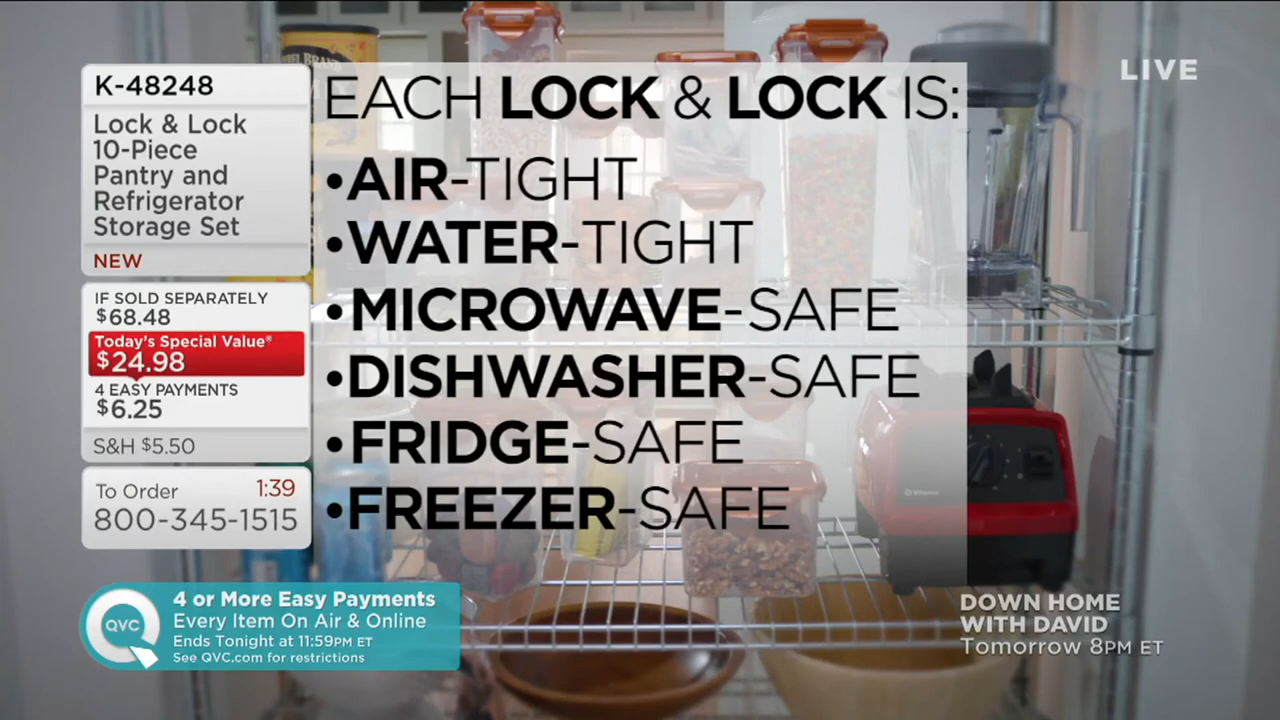 K-48248
Lock & Lock
10-Piece
Pantry and
Refrigerator
Storage Set
NEW
IF SOLD SEPARATELY
$68.48
Today's Special Value®
$24.98
4 EASY PAYMENTS
$6.25
S&H $5.50
To Order 1:39
800-345-1515
EACH LOCK & LOCK IS:
•AIR-TIGHT
•WATER-TIGHT
•MICROWAVE-SAFE
•DISHWASHER-SAFE
•FRIDGE-SAFE
•FREEZER-SAFE
LIVE
QVC
4 or More Easy Payments
Every Item On Air & Online
Ends Tonight at 11:59PM ET
See QVC.com for restrictions
DOWN HOME
WITH DAVID
Tomorrow 8PM ET